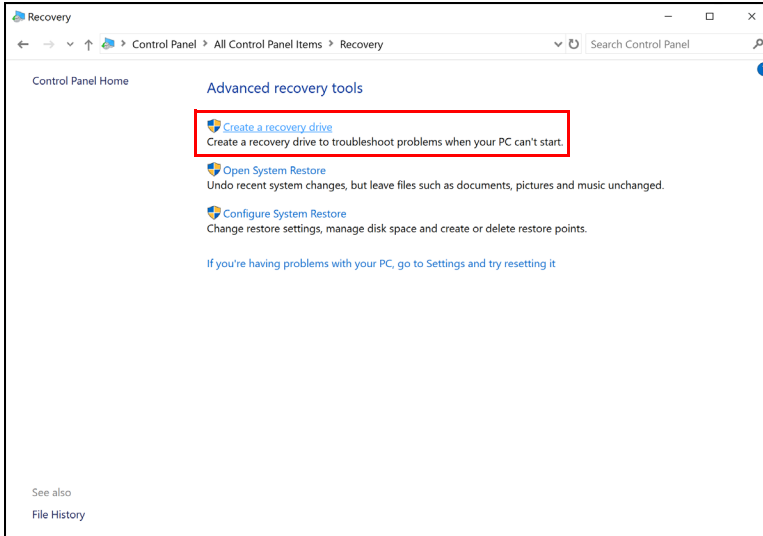 Recovery
Control Panel > All Control Panel Items > Recovery
Search Control Panel
Control Panel Home
Advanced recovery tools
Create a recovery drive
Create a recovery drive to troubleshoot problems when your PC can't start.
Open System Restore
Undo recent system changes, but leave files such as documents, pictures and music unchanged.
Configure System Restore
Change restore settings, manage disk space and create or delete restore points.
If you're having problems with your PC, go to Settings and try resetting it
See also
File History